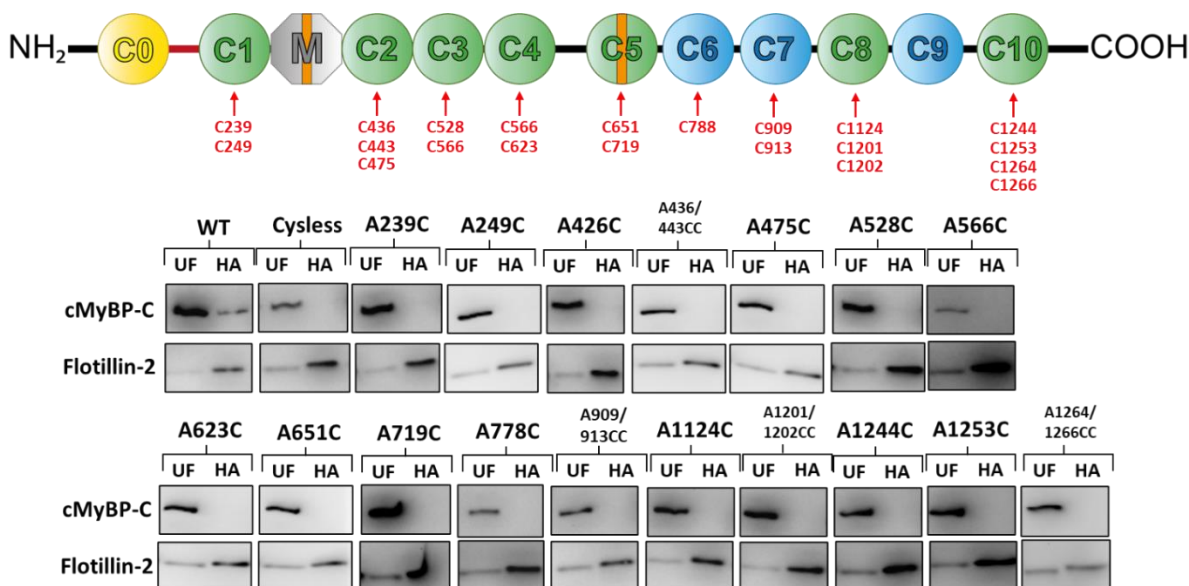 NH₂ C0 C1 M C2 C3 C4 C5 C6 C7 C8 C9 C10 COOH
C239 C436 C528 C566 C651 C788 C909 C1124 C1244
C249 C443 C566 C623 C719 C913 C1201 C1253
C475 C1202 C1264
C1266
WT Cysless A239C A249C A426C A436/ 443CC A475C A528C A566C
UF HA UF HA UF HA UF HA UF HA UF HA UF HA UF HA UF HA
cMyBP-C
Flotillin-2
A623C A651C A719C A778C A909/ 913CC A1124C A1201/ 1202CC A1244C A1253C A1264/ 1266CC
UF HA UF HA UF HA UF HA UF HA UF HA UF HA UF HA UF HA UF HA
cMyBP-C
Flotillin-2